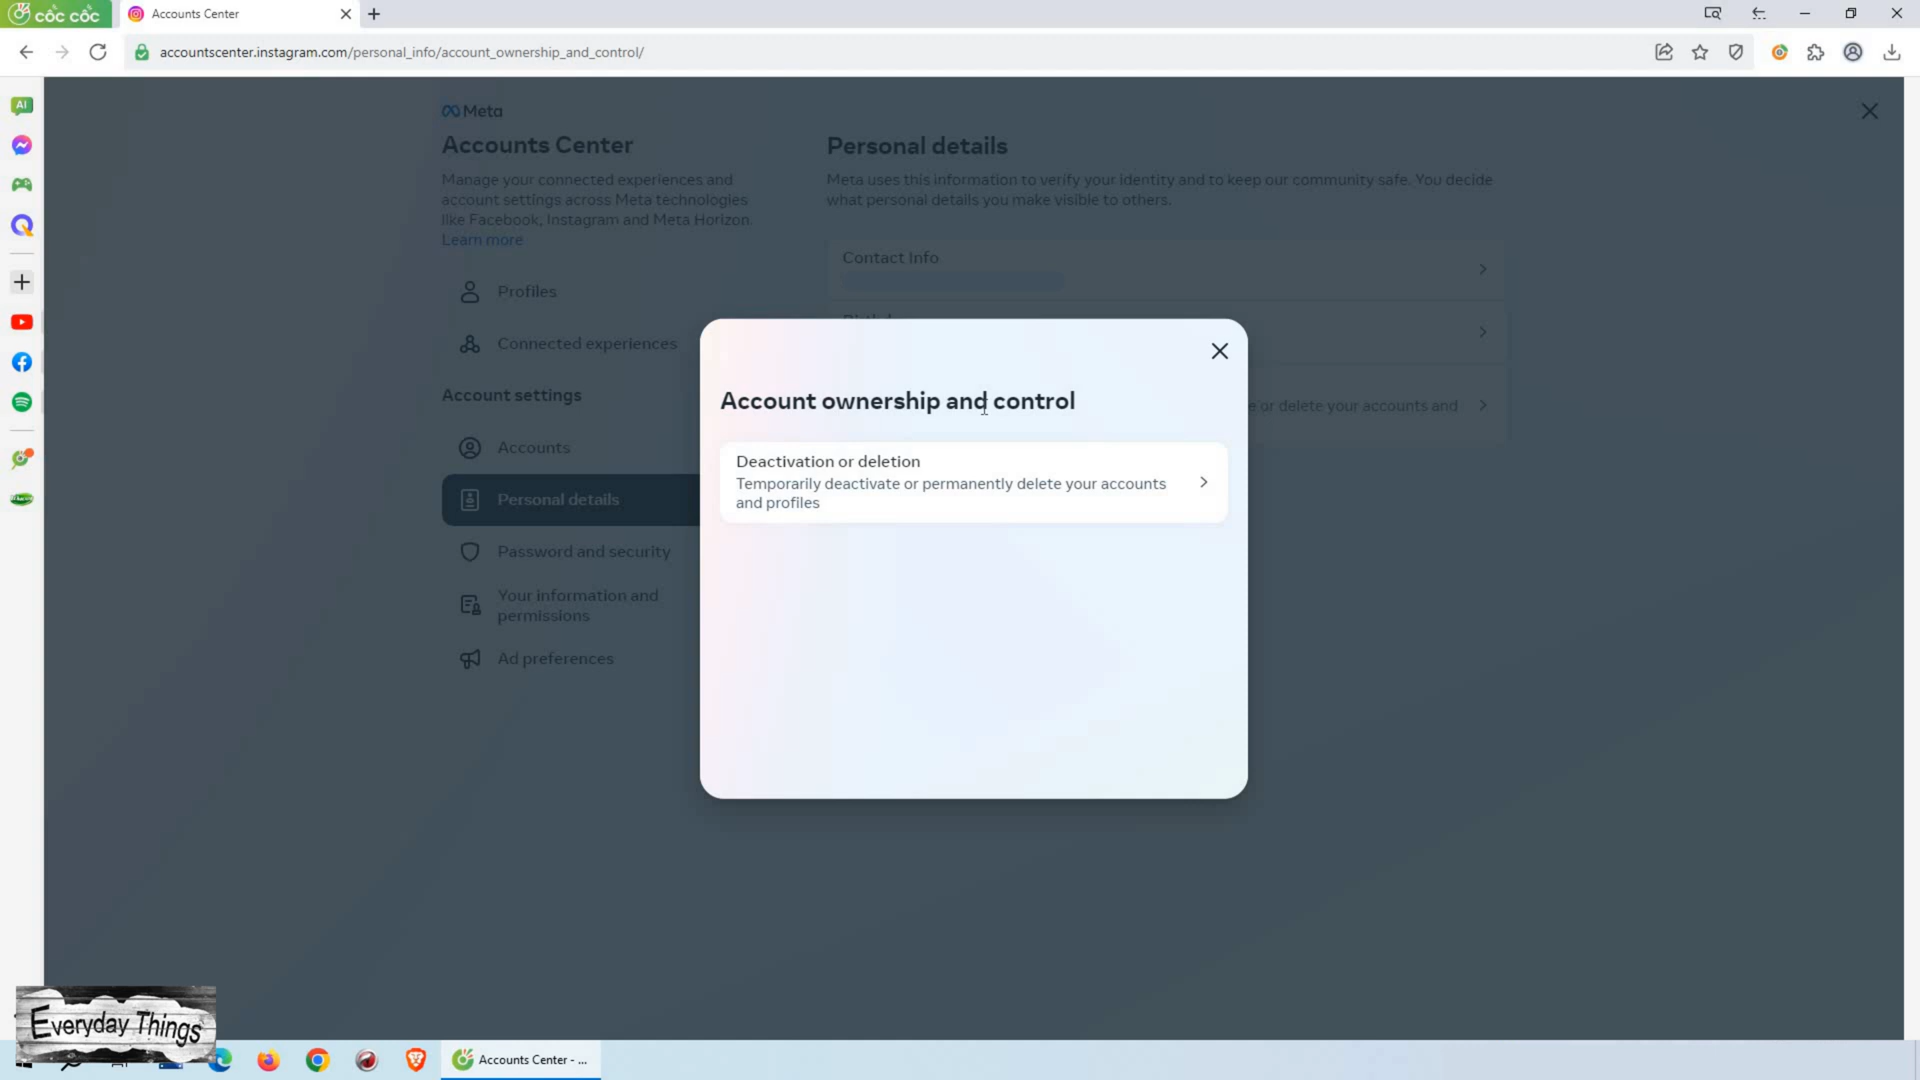 cốc cốc
Accounts Center
accountscenter.instagram.com/personal_info/account_ownership_and_control/
AI
Meta
Accounts Center
Manage your connected experiences and
account settings across Meta technologies
like Facebook, Instagram and Meta Horizon.
Learn more
Profiles
Connected experiences
Account settings
Accounts
Personal details
Password and security
Your information and
permissions
Ad preferences
Personal details
Meta uses this information to verify your identity and to keep our community safe. You decide
what personal details you make visible to others.
Contact Info
e or delete your accounts and
Account ownership and control
Deactivation or deletion
Temporarily deactivate or permanently delete your accounts
and profiles
Everyday Things
Accounts Center - ...